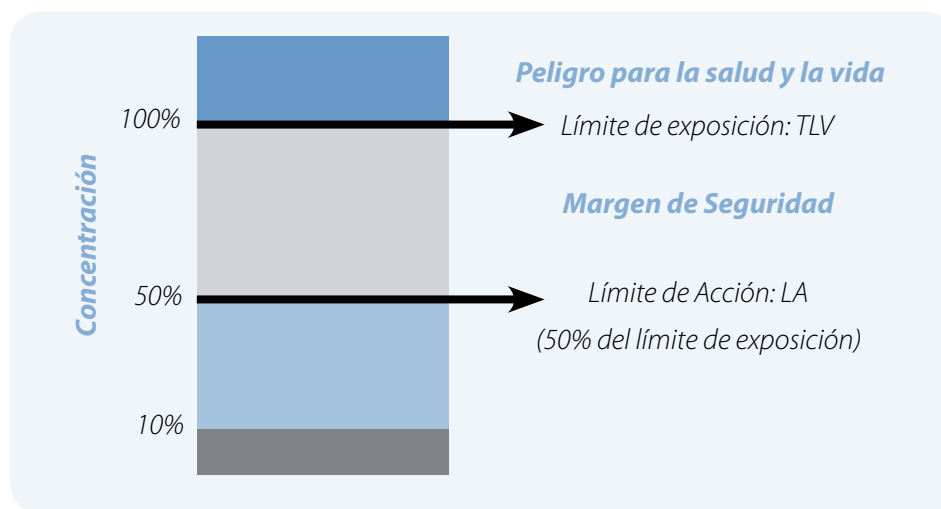 Peligro para la salud y la vida
100%
Límite de exposición: TLV
Concentración
Margen de Seguridad
50%
Límite de Acción: LA
(50% del límite de exposición)
10%